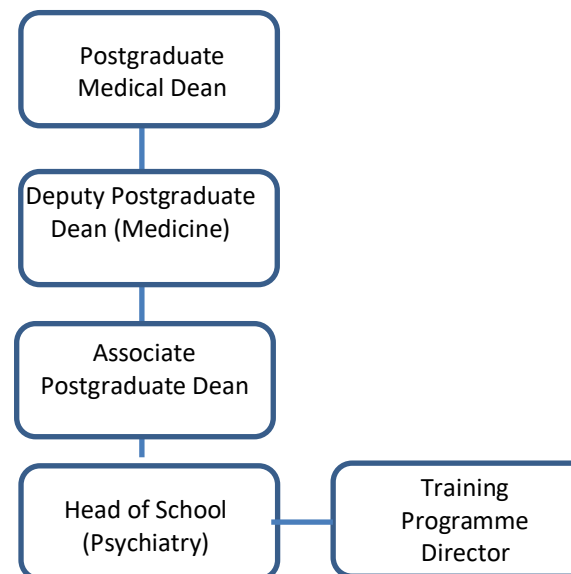 Postgraduate
Medical Dean
Deputy Postgraduate
Dean (Medicine)
Associate
Postgraduate Dean
Head of School
(Psychiatry)
Training
Programme
Director